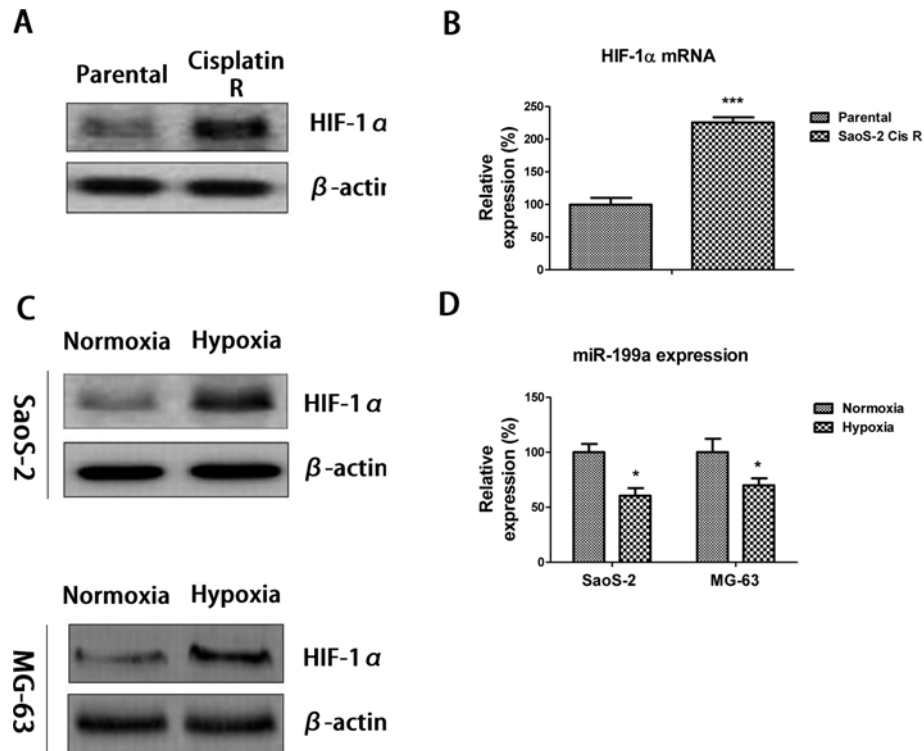 A
Parental
Cisplatin
R
HIF-1α
β-actin
B
HIF-1α mRNA
***
250
200
150
100
50
0
Relative
expression (%)
Parental
SaoS-2 Cis R
C
Normoxia Hypoxia
SaoS-2
HIF-1α
β-actin
Normoxia Hypoxia
MG-63
HIF-1α
β-actin
D
miR-199a expression
150
100
50
0
Relative
expression (%)
*
*
SaoS-2 MG-63
Normoxia
Hypoxia